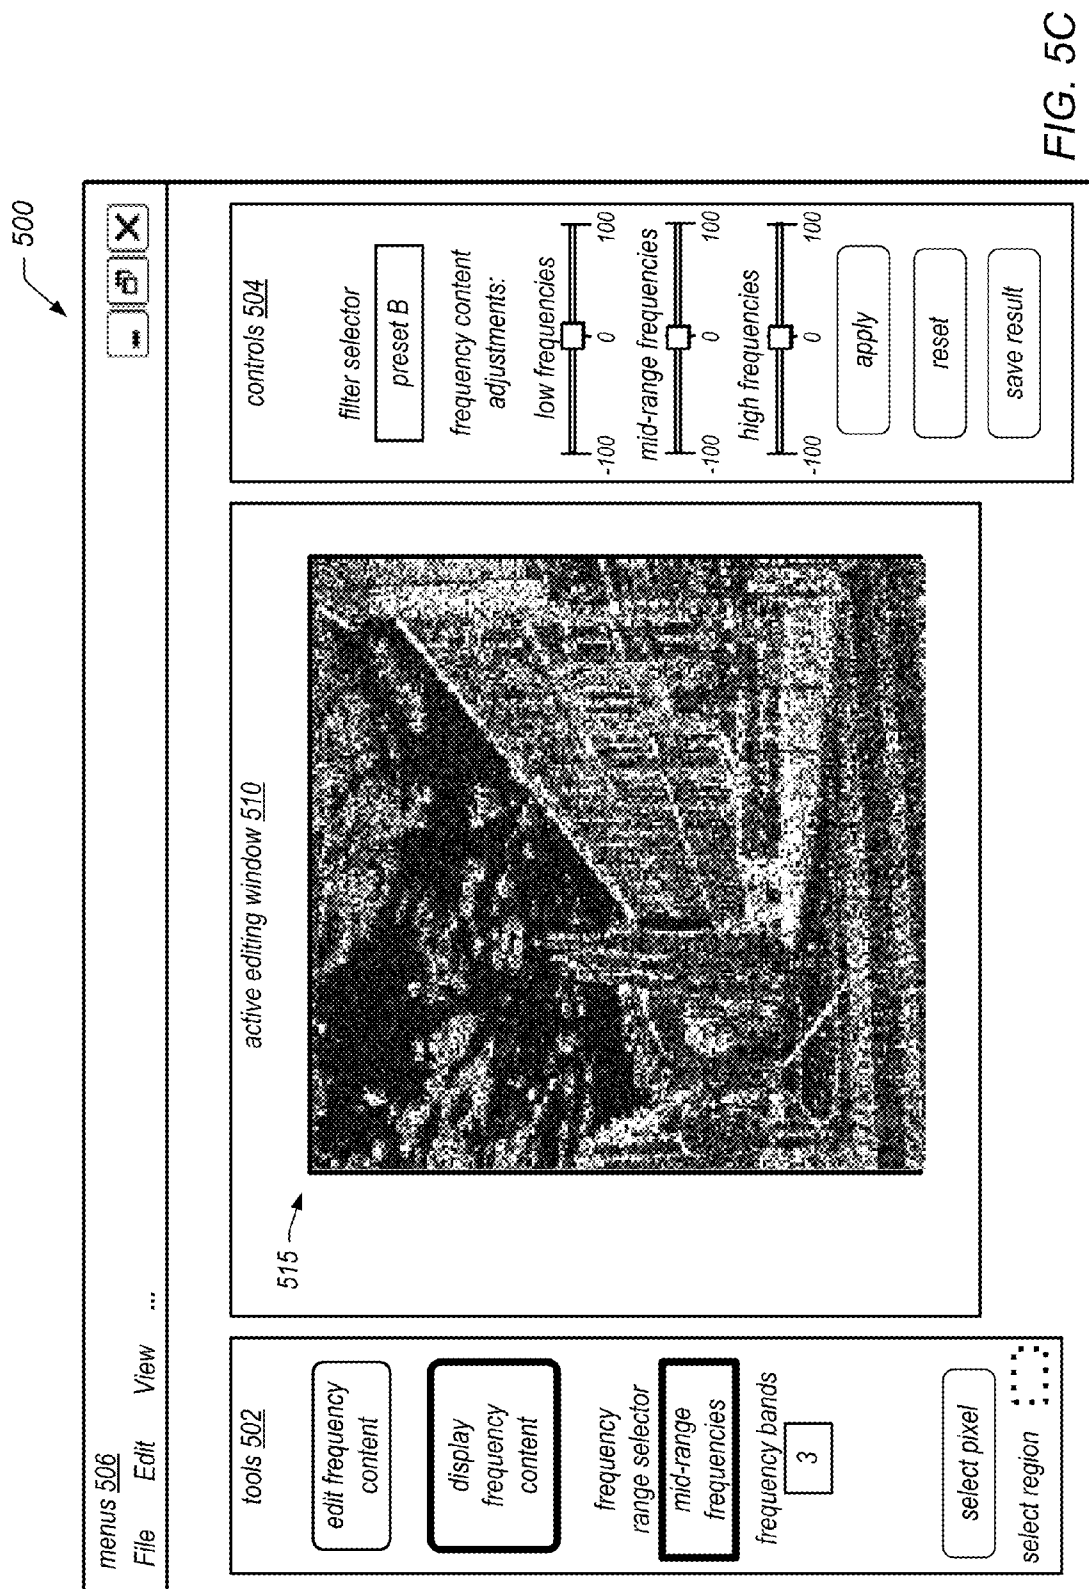 500
menus 506
File Edit View ...
tools 502
edit frequency
content
display
frequency
content
frequency
range selector
mid-range
frequencies
frequency bands
3
select pixel
select region
active editing window 510
515
controls 504
filter selector
preset B
frequency content
adjustments:
low frequencies
-100 0 100
mid-range frequencies
-100 0 100
high frequencies
-100 0 100
apply
reset
save result
FIG. 5C